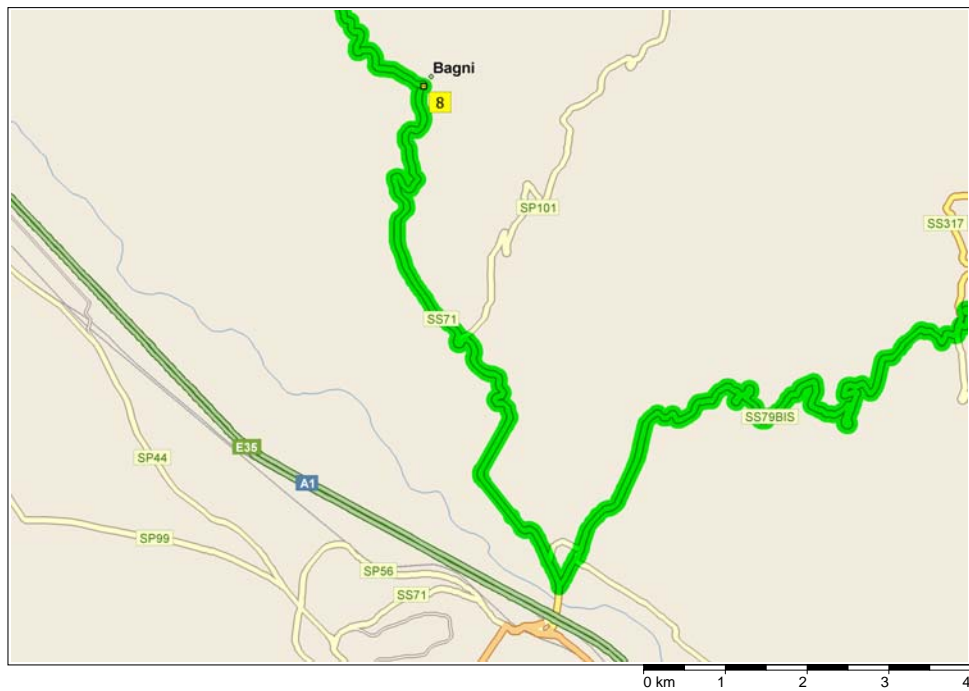 Bagni
8
SP101
SS317
SS71
SS79BIS
E35
SP44
A1
SP99
SP56
SS71
0 km 1 2 3 4